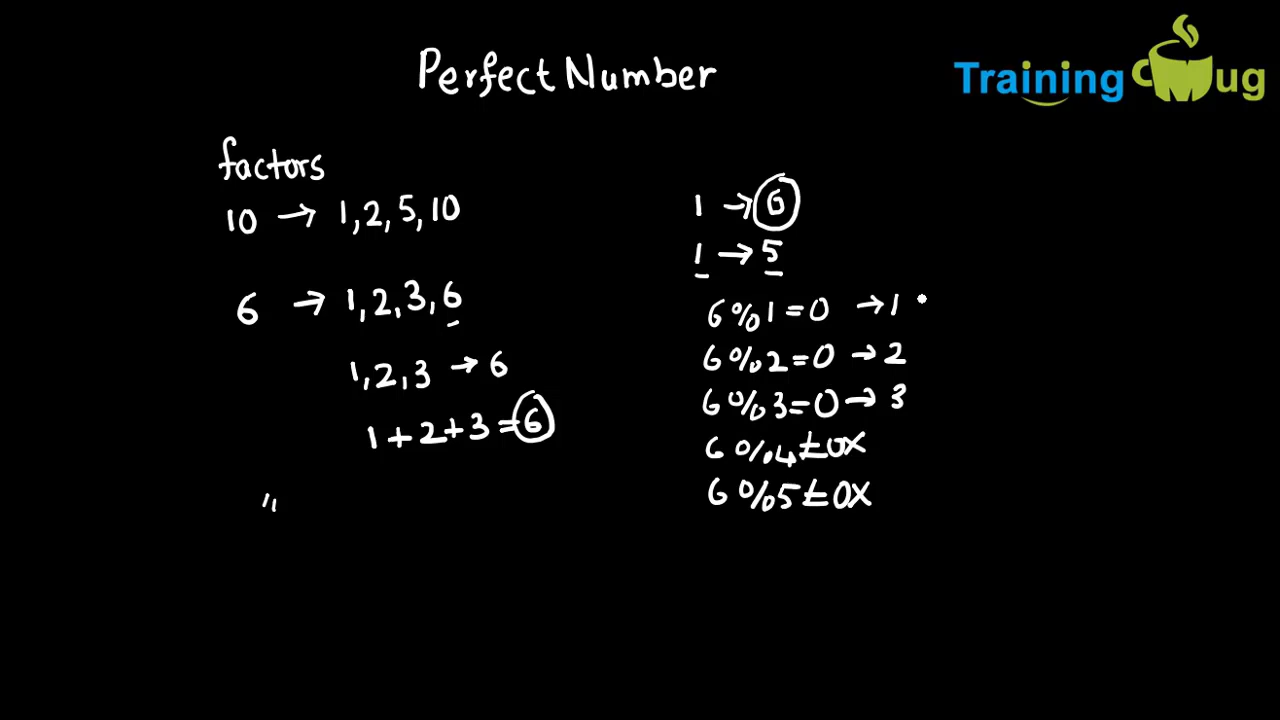 Perfect Number
Training Mug
factors
10 → 1, 2, 5, 10
6 → 1, 2, 3, 6
1, 2, 3 → 6
1 + 2 + 3 = 6
1 → 6
1 → 5
6 % 1 = 0 → 1
6 % 2 = 0 → 2
6 % 3 = 0 → 3
6 % 4 ≠ 0 X
6 % 5 ≠ 0 X